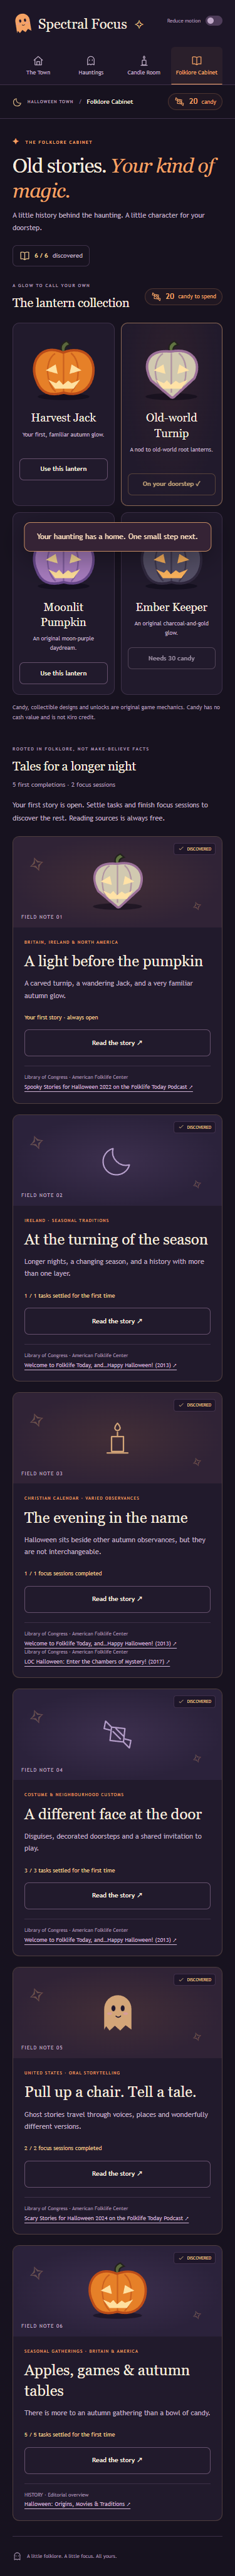 Spectral Focus
Reduce motion
The Town
Hauntings
Candle Room
Folklore Cabinet
HALLOWEEN TOWN / Folklore Cabinet
20 candy
THE FOLKLORE CABINET
Old stories. Your kind of
magic.
A little history behind the haunting. A little character for your
doorstep.
6 / 6 discovered
A GLOW TO CALL YOUR OWN
The lantern collection
20 candy to spend
Harvest Jack
Your first, familiar autumn glow.
Use this lantern
Old-world
Turnip
A nod to old-world root lanterns.
On your doorstep ✓
Your haunting has a home. One small step next.
Moonlit
Pumpkin
An original moon-purple
daydream.
Use this lantern
Ember Keeper
An original charcoal-and-gold
glow.
Needs 30 candy
Candy, collectible designs and unlocks are original game mechanics. Candy has no
cash value and is not Kiro credit.
ROOTED IN FOLKLORE, NOT MAKE-BELIEVE FACTS
Tales for a longer night
5 first completions · 2 focus sessions
Your first story is open. Settle tasks and finish focus sessions to
discover the rest. Reading sources is always free.
DISCOVERED
FIELD NOTE 01
BRITAIN, IRELAND & NORTH AMERICA
A light before the pumpkin
A carved turnip, a wandering Jack, and a very familiar
autumn glow.
Your first story · always open
Read the story ↗
Library of Congress · American Folklife Center
Spooky Stories for Halloween 2022 on the Folklife Today Podcast ↗
DISCOVERED
FIELD NOTE 02
IRELAND · SEASONAL TRADITIONS
At the turning of the season
Longer nights, a changing season, and a history with more
than one layer.
1 / 1 tasks settled for the first time
Read the story ↗
Library of Congress · American Folklife Center
Welcome to Folklife Today, and...Happy Halloween! (2013) ↗
DISCOVERED
FIELD NOTE 03
CHRISTIAN CALENDAR · VARIED OBSERVANCES
The evening in the name
Halloween sits beside other autumn observances, but they
are not interchangeable.
1 / 1 focus sessions completed
Read the story ↗
Library of Congress · American Folklife Center
Welcome to Folklife Today, and...Happy Halloween! (2013) ↗
Library of Congress · American Folklife Center
LOC Halloween: Enter the Chambers of Mystery! (2017) ↗
DISCOVERED
FIELD NOTE 04
COSTUME & NEIGHBOURHOOD CUSTOMS
A different face at the door
Disguises, decorated doorsteps and a shared invitation to
play.
3 / 3 tasks settled for the first time
Read the story ↗
Library of Congress · American Folklife Center
Welcome to Folklife Today, and...Happy Halloween! (2013) ↗
DISCOVERED
FIELD NOTE 05
UNITED STATES · ORAL STORYTELLING
Pull up a chair. Tell a tale.
Ghost stories travel through voices, places and wonderfully
different versions.
2 / 2 focus sessions completed
Read the story ↗
Library of Congress · American Folklife Center
Scary Stories for Halloween 2024 on the Folklife Today Podcast ↗
DISCOVERED
FIELD NOTE 06
SEASONAL GATHERINGS · BRITAIN & AMERICA
Apples, games & autumn
tables
There is more to an autumn gathering than a bowl of candy.
5 / 5 tasks settled for the first time
Read the story ↗
HISTORY · Editorial overview
Halloween: Origins, Movies & Traditions ↗
A little folklore. A little focus. All yours.